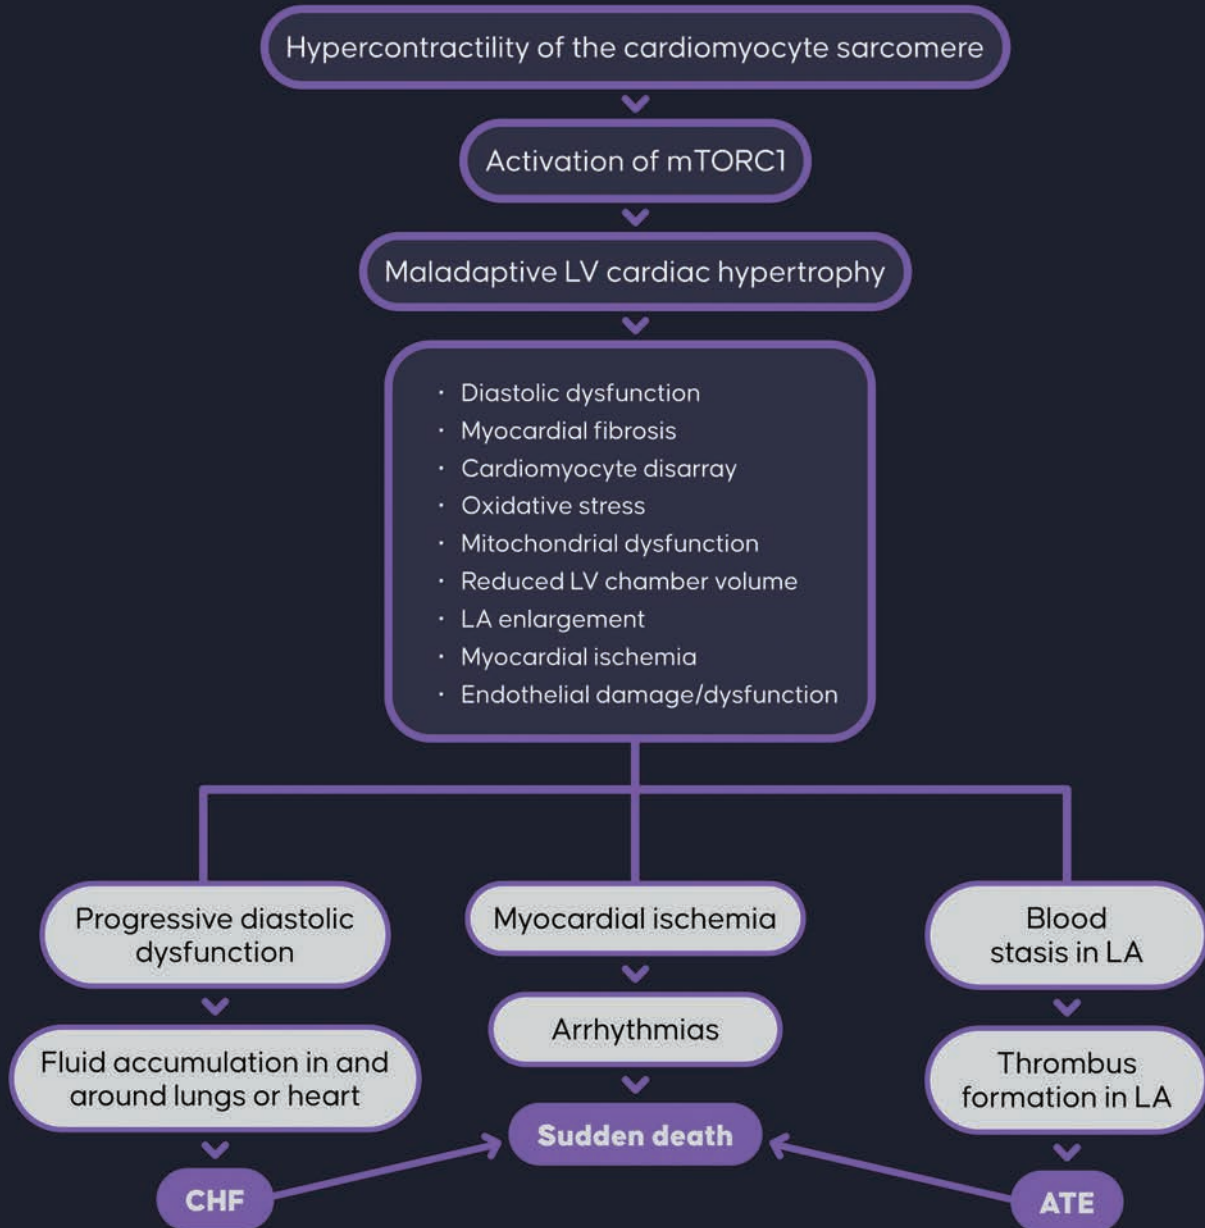 Hypercontractility of the cardiomyocyte sarcomere
Activation of mTORC1
Maladaptive LV cardiac hypertrophy
· Diastolic dysfunction
· Myocardial fibrosis
· Cardiomyocyte disarray
· Oxidative stress
· Mitochondrial dysfunction
· Reduced LV chamber volume
· LA enlargement
· Myocardial ischemia
· Endothelial damage/dysfunction
Progressive diastolic
dysfunction
Fluid accumulation in and
around lungs or heart
CHF
Myocardial ischemia
Arrhythmias
Sudden death
Blood
stasis in LA
Thrombus
formation in LA
ATE